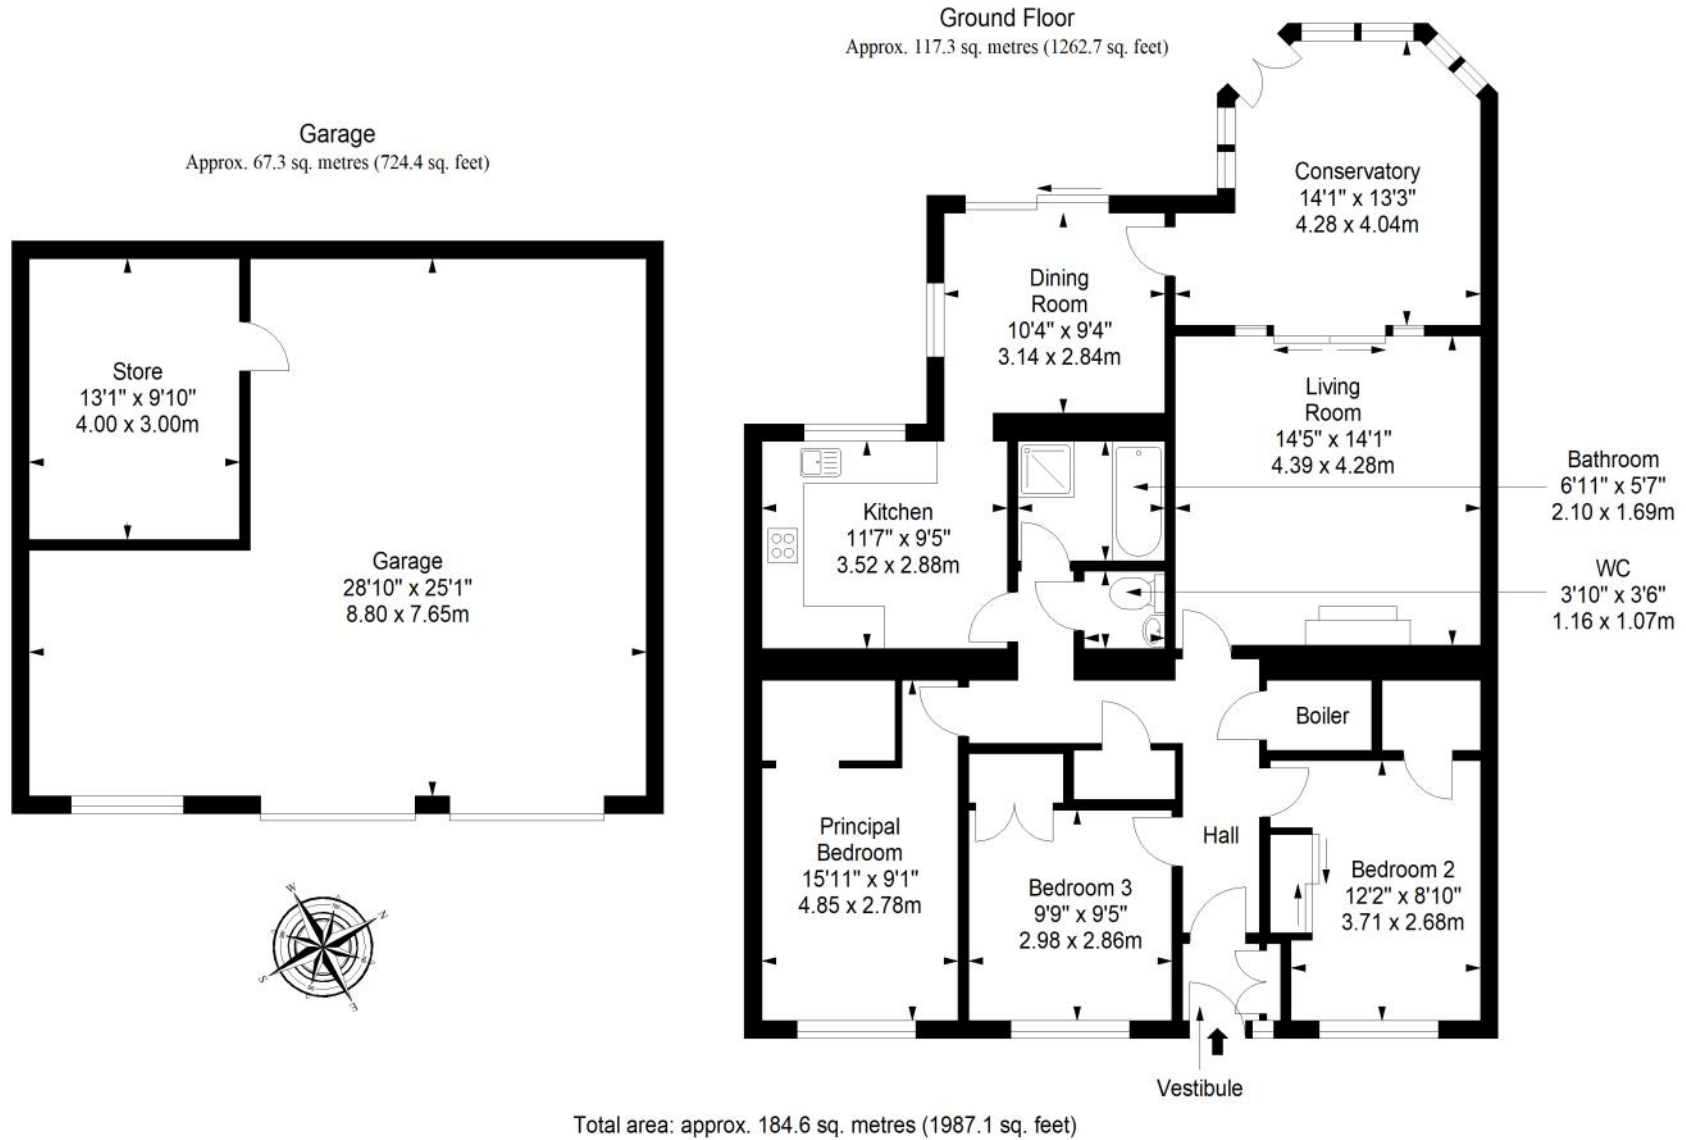 Ground Floor
Approx. 117.3 sq. metres (1262.7 sq. feet)
Garage
Approx. 67.3 sq. metres (724.4 sq. feet)
Conservatory
14'1" x 13'3"
4.28 x 4.04m
Dining
Room
10'4" x 9'4"
3.14 x 2.84m
Store
13'1" x 9'10"
4.00 x 3.00m
Living
Room
14'5" x 14'1"
4.39 x 4.28m
Bathroom
6'11" x 5'7"
2.10 x 1.69m
Kitchen
11'7" x 9'5"
3.52 x 2.88m
Garage
28'10" x 25'1"
8.80 x 7.65m
WC
3'10" x 3'6"
1.16 x 1.07m
Boiler
Principal
Bedroom
15'11" x 9'1"
4.85 x 2.78m
Hall
Bedroom 3
9'9" x 9'5"
2.98 x 2.86m
Bedroom 2
12'2" x 8'10"
3.71 x 2.68m
W
N
S
E
Vestibule
Total area: approx. 184.6 sq. metres (1987.1 sq. feet)